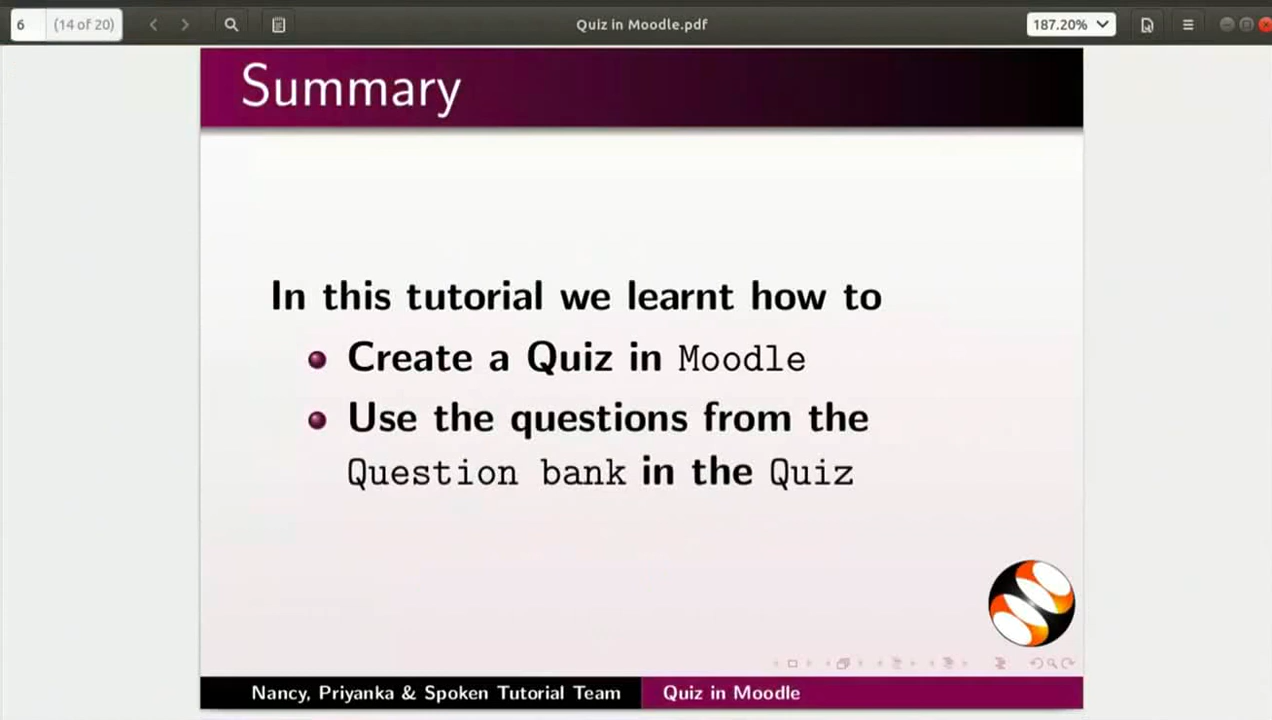 6 (14 of 20) Quiz in Moodle.pdf 187.20%
Summary
In this tutorial we learnt how to
Create a Quiz in Moodle
Use the questions from the
Question bank in the Quiz
Nancy, Priyanka & Spoken Tutorial Team Quiz in Moodle